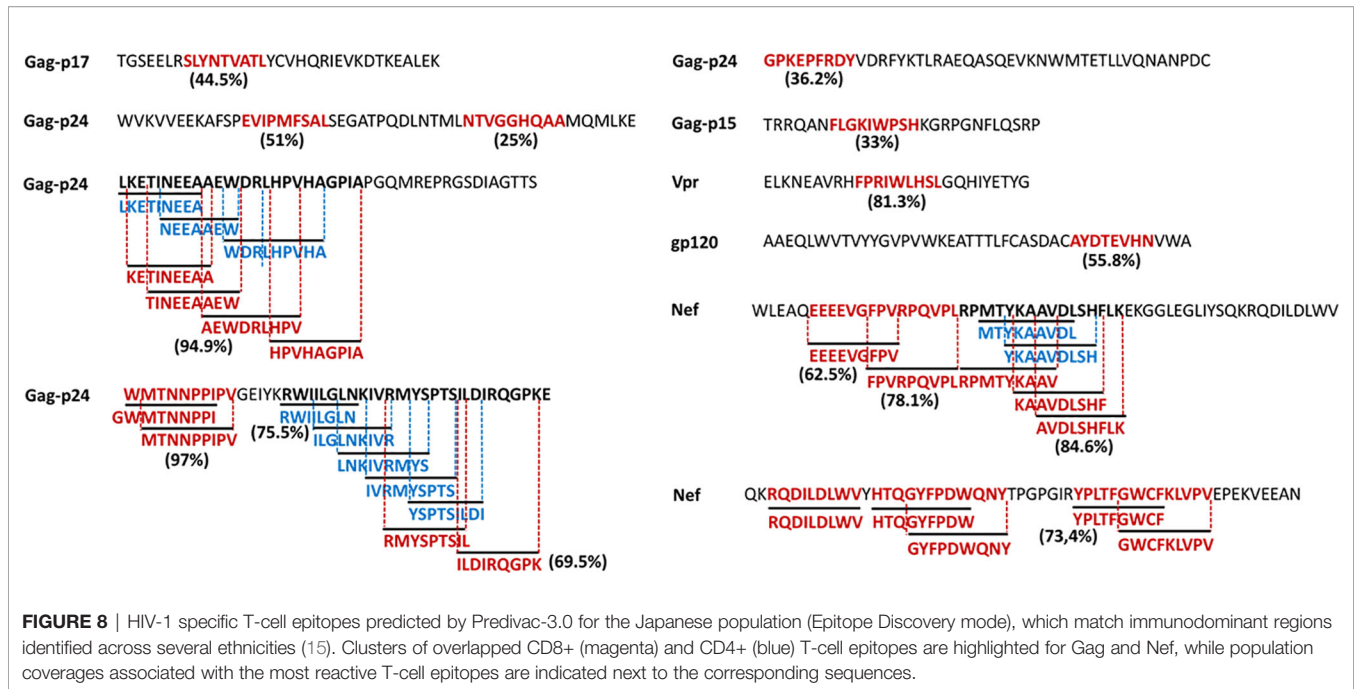 Gag-p17 TGSEELRSLYNTVATLYCVHQRIEVKDTKEALEK
(44.5%)
Gag-p24 WVKVVEEKAFSPEVIPMFSALSEGATPQDLNTMLNTVGGHQAAMQMLKE
(51%) (25%)
Gag-p24 LKETINEEAAEWDRLHPVHAGPIAPGQMREPRGSDIAGTTS
LKETINEEA
NEEAAEW
WDRLHPVHA
KETINEEAA
TINEEAAEW
AEWDRLHPV
(94.9%) HPVHAGPIA
Gag-p24 WMTNNPPIPVGEIYKRWIILGLNKIVRMYSPTSILDIRQGPKE
GWMTNNPPI RWIILGLN
MTNNPPIPV (75.5%) ILGLNKIVR
(97%) LNKIVRMYS
IVRMYSPTS
YSPTSILDI
RMYSPTSIL
ILDIRQGPK (69.5%)
Gag-p24 GPKEPFRDYVDRFYKTLRAEQASQEVKNWMTETLLVQNANPDC
(36.2%)
Gag-p15 TRRQANFLGKIWPSHKGRPGNFLQSRP
(33%)
Vpr ELKNEAVRHFPRIWLHSLGQHIYETYG
(81.3%)
gp120 AAEQLWVTVYYGVPVWKEATTTLFCASDACAYDTEVHNVWA
(55.8%)
Nef WLEAQEEEEVGFPVRPQVPLRPMTYKAAVDLSHFLKEKGGLEGLIYSQKRQDILDLWV
MTYKAAVDL
EEEEVGFPV YKAAVDLSH
(62.5%) FPVRPQVPLRPMTYKAAV
(78.1%) KAAVDLSHF
AVDLSHFLK
(84.6%)
Nef QKRQDILDLWVYHTQGYFPDWQNYTPGPGIRYPLTFGWCFKLVPVEPEKVEEAN
RQDILDLWV HTQGYFPDW YPLTFGWCF
GYFPDWQNY (73,4%) GWCFKLVPV
FIGURE 8 | HIV-1 specific T-cell epitopes predicted by Predivac-3.0 for the Japanese population (Epitope Discovery mode), which match immunodominant regions
identified across several ethnicities (15). Clusters of overlapped CD8+ (magenta) and CD4+ (blue) T-cell epitopes are highlighted for Gag and Nef, while population
coverages associated with the most reactive T-cell epitopes are indicated next to the corresponding sequences.